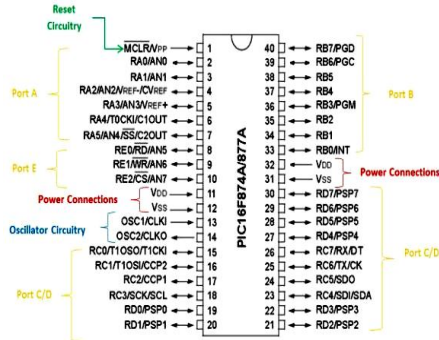 Reset
Circuitry
MCLR/VPP 1 40 RB7/PGD
RA0/AN0 2 39 RB6/PGC
RA1/AN1 3 38 RB5
RA2/AN2/VREF-/CVREF 4 37 RB4
Port A
RA3/AN3/VREF+ 5 36 RB3/PGM
Port B
RA4/T0CKI/C1OUT 6 35 RB2
RA5/AN4/SS/C2OUT 7 34 RB1
RE0/RD/AN5 8 33 RB0/INT
Port E
RE1/WR/AN6 9 32 VDD
RE2/CS/AN7 10 31 VSS
Power Connections
Power Connections
VDD 11 30 RD7/PSP7
VSS 12 29 RD6/PSP6
OSC1/CLKI 13 28 RD5/PSP5
Oscillator Circuitry
OSC2/CLKO 14 27 RD4/PSP4
RC0/T1OSO/T1CKI 15 26 RC7/RX/DT
RC1/T1OSI/CCP2 16 25 RC6/TX/CK
Port C/D
RC2/CCP1 17 24 RC5/SDO
Port C/D
RC3/SCK/SCL 18 23 RC4/SDI/SDA
RD0/PSP0 19 22 RD3/PSP3
RD1/PSP1 20 21 RD2/PSP2
PIC16F874A/877A